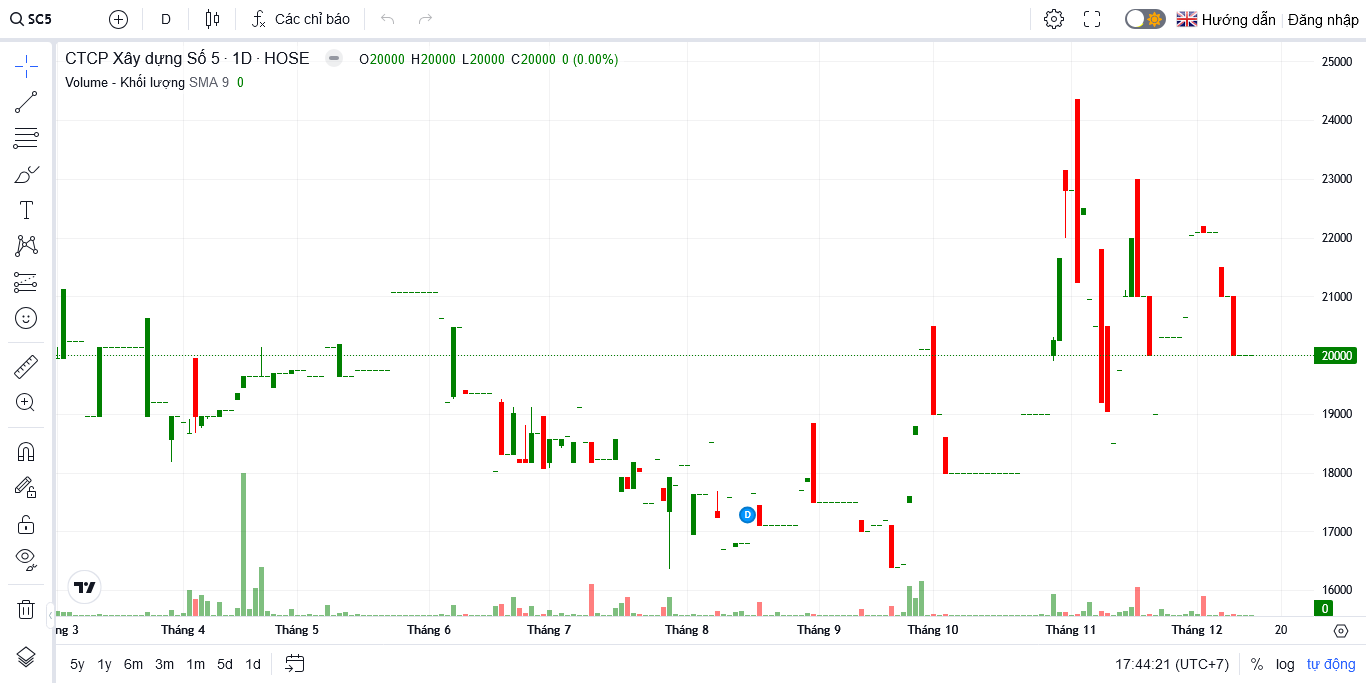 SC5 D Các chỉ báo Hướng dẫn Đăng nhập
CTCP Xây dựng Số 5 · 1D · HOSE O20000 H20000 L20000 C20000 0 (0.00%)
Volume - Khối lượng SMA 9 0
25000
24000
23000
22000
21000
20000
19000
18000
17000
16000
0
D
ng 3 Tháng 4 Tháng 5 Tháng 6 Tháng 7 Tháng 8 Tháng 9 Tháng 10 Tháng 11 Tháng 12 20
5y 1y 6m 3m 1m 5d 1d 17:44:21 (UTC+7) % log tự động